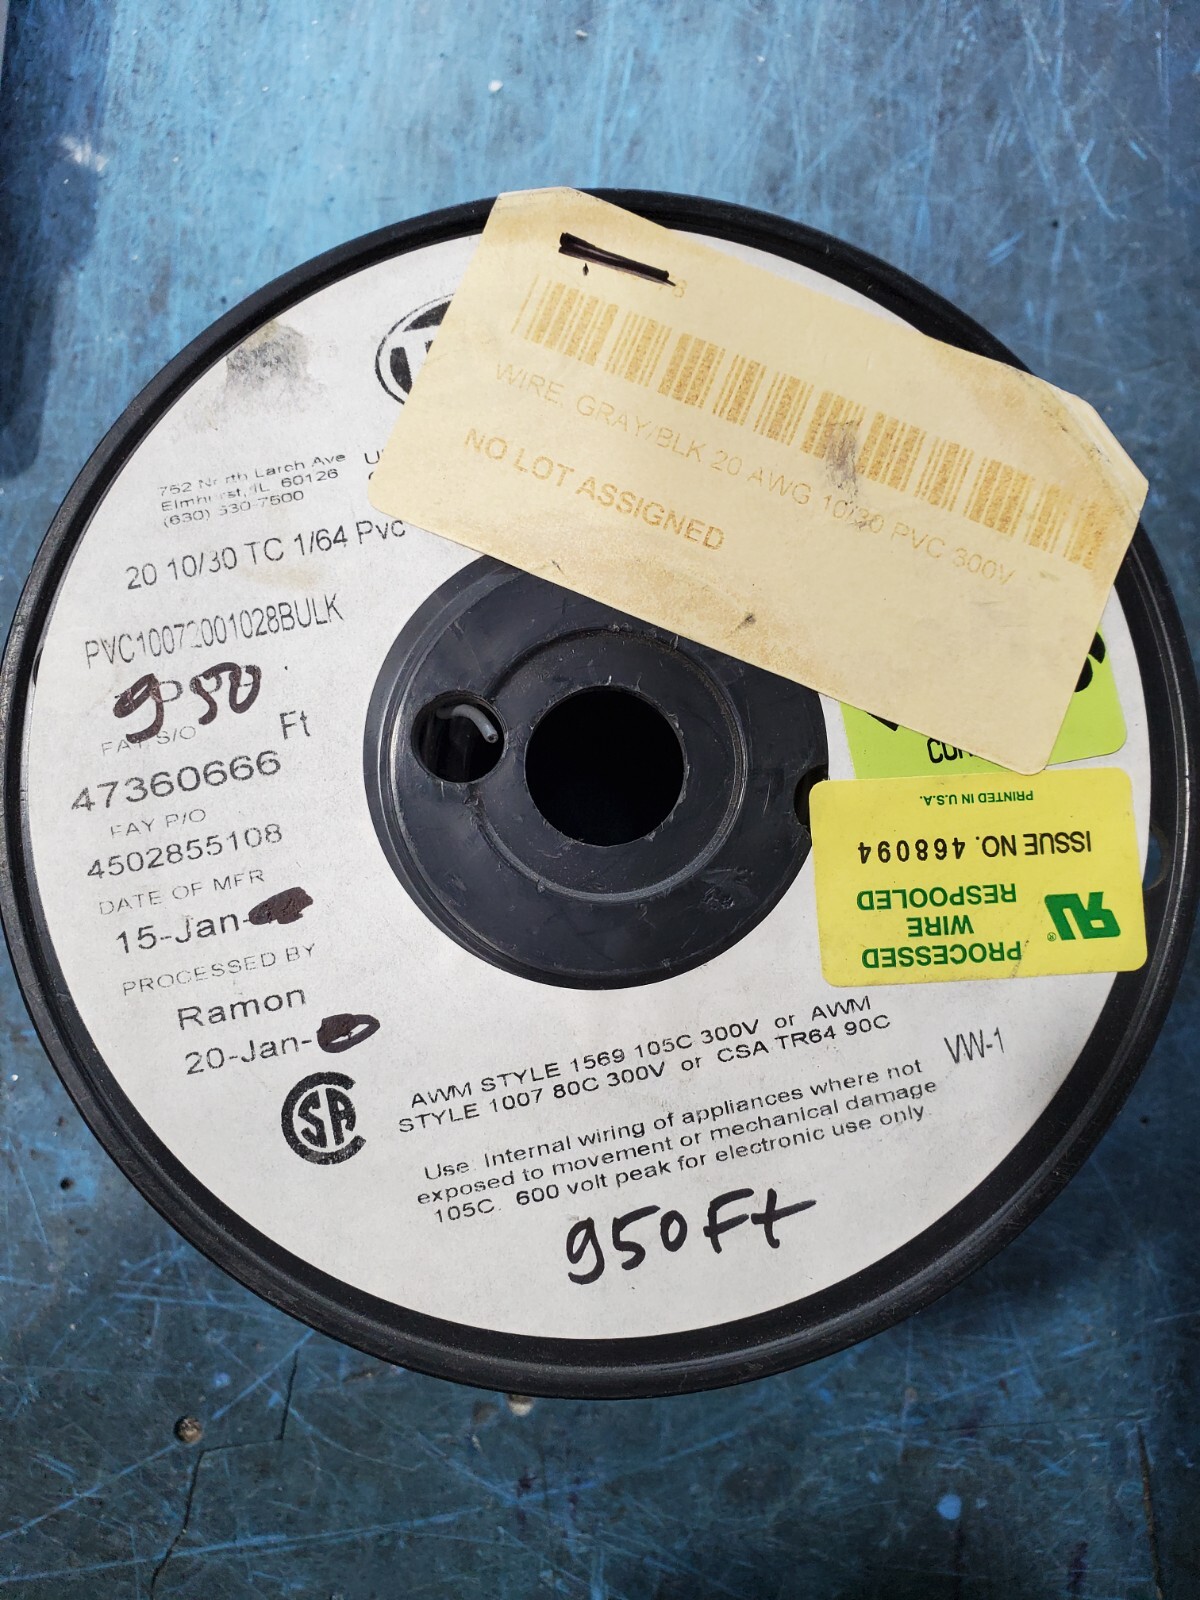 WIRE, GRAY/BLK 20 AWG 10/30 PVC 300V
NO LOT ASSIGNED
752 North Larch Ave
Elmhurst, IL 60126
(630) 530-7500
20 10/30 TC 1/64 Pvc
PVC10072001028BULK
950
Ft
FAY S/O
47360666
FAY P/O
4502855108
DATE OF MFR
15-Jan-
PROCESSED BY
Ramon
20-Jan-
PRINTED IN U.S.A.
ISSUE NO. 468094
PROCESSED
WIRE
RESPOOLED
AWM STYLE 1569 105C 300V or AWM
STYLE 1007 80C 300V or CSA TR64 90C
VW-1
Use: Internal wiring of appliances where not
exposed to movement or mechanical damage
105C. 600 volt peak for electronic use only
950Ft